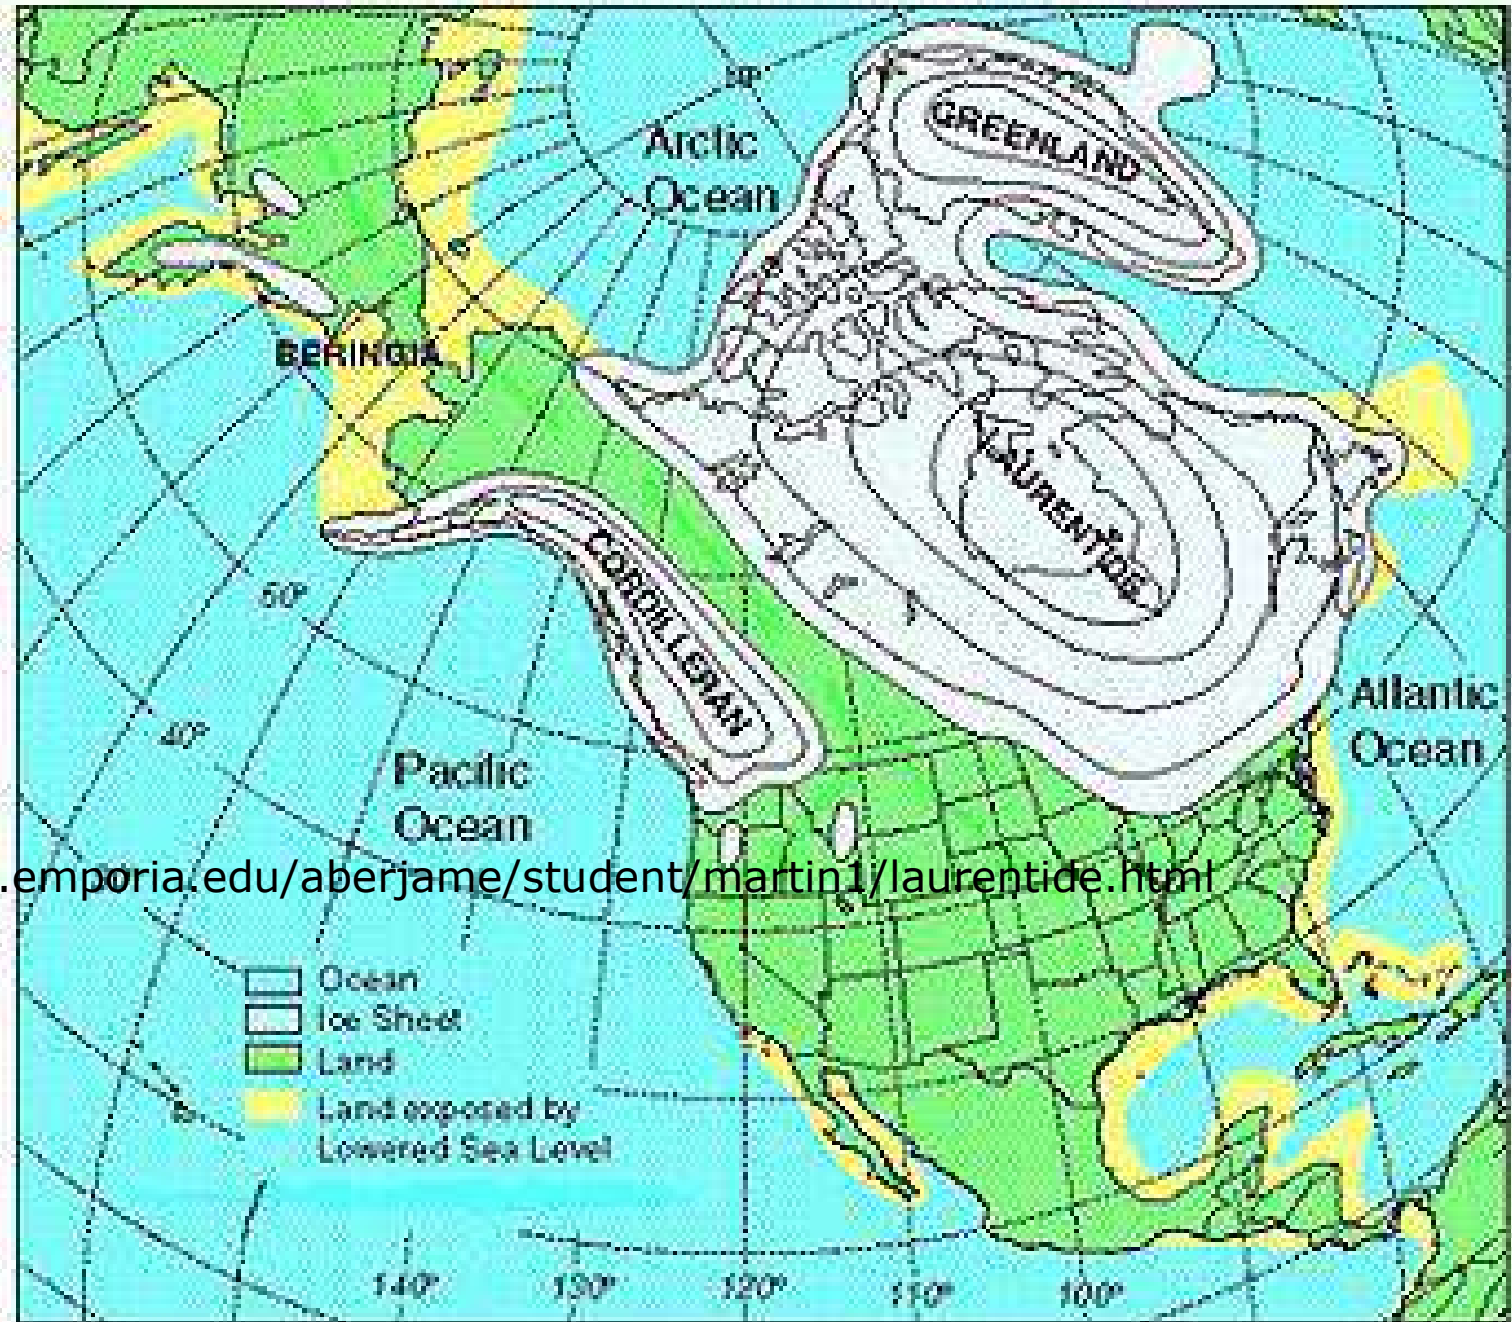 80°
Arctic
Ocean
GREENLAND
BERINGIA
LAURENTIDE
CORDILLERAN
50°
40°
Pacific
Ocean
Atlantic
Ocean
.emporia.edu/aberjame/student/martin1/laurentide.html
Ocean
Ice Sheet
Land
Land exposed by
Lowered Sea Level
140°
130°
120°
110°
100°